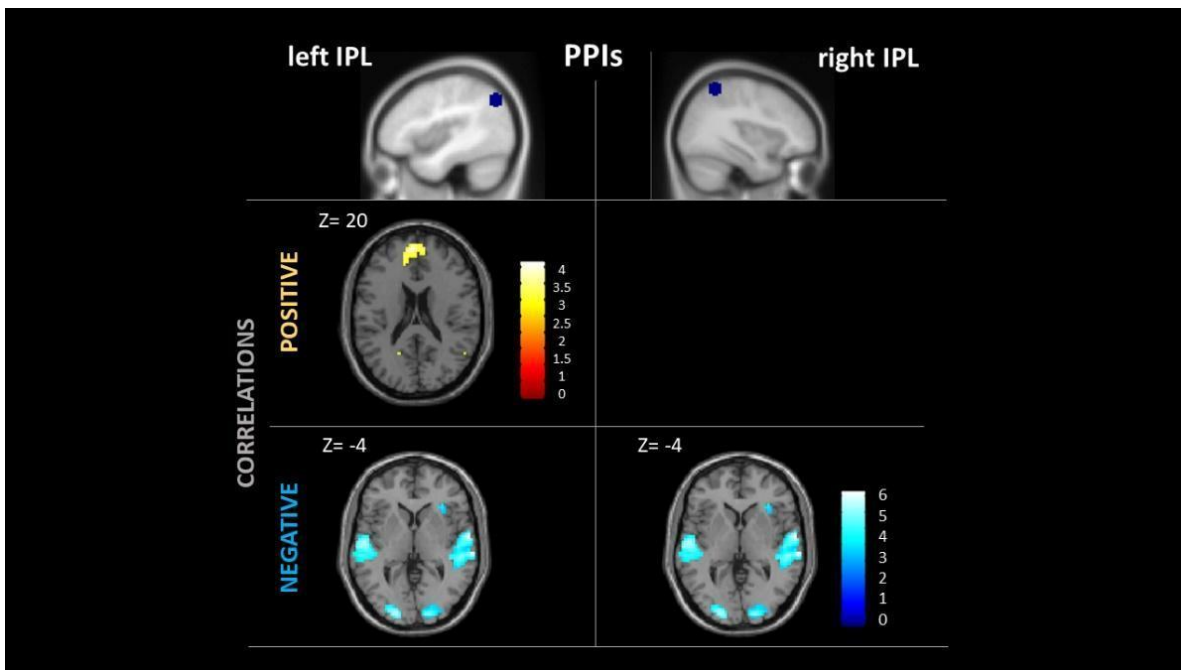 left IPL
PPIs
right IPL
CORRELATIONS
POSITIVE
Z= 20
4
3.5
3
2.5
2
1.5
1
0
NEGATIVE
Z= -4
Z= -4
6
5
4
3
2
1
0